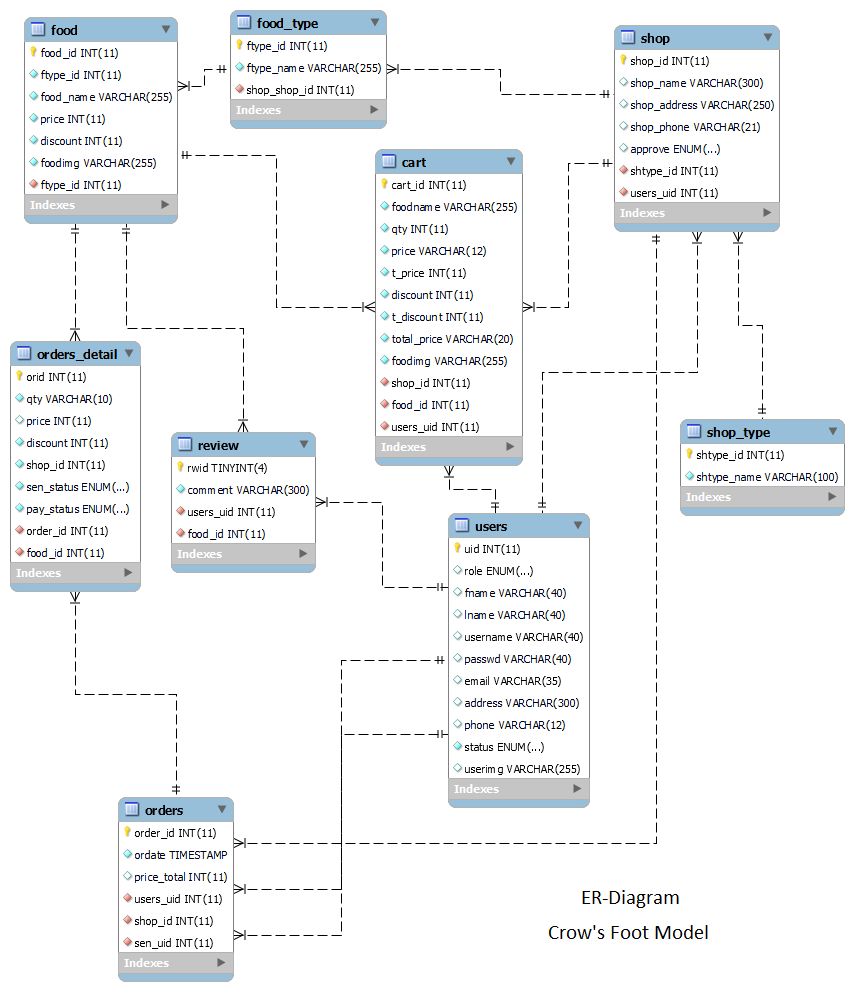 food
food_id INT(11)
ftype_id INT(11)
food_name VARCHAR(255)
price INT(11)
discount INT(11)
foodimg VARCHAR(255)
ftype_id INT(11)
Indexes
food_type
ftype_id INT(11)
ftype_name VARCHAR(255)
shop_shop_id INT(11)
Indexes
shop
shop_id INT(11)
shop_name VARCHAR(300)
shop_address VARCHAR(250)
shop_phone VARCHAR(21)
approve ENUM(...)
shtype_id INT(11)
users_uid INT(11)
Indexes
cart
cart_id INT(11)
foodname VARCHAR(255)
qty INT(11)
price VARCHAR(12)
t_price INT(11)
discount INT(11)
t_discount INT(11)
total_price VARCHAR(20)
foodimg VARCHAR(255)
shop_id INT(11)
food_id INT(11)
users_uid INT(11)
Indexes
orders_detail
orid INT(11)
qty VARCHAR(10)
price INT(11)
discount INT(11)
shop_id INT(11)
sen_status ENUM(...)
pay_status ENUM(...)
order_id INT(11)
food_id INT(11)
Indexes
review
rwid TINYINT(4)
comment VARCHAR(300)
users_uid INT(11)
food_id INT(11)
Indexes
shop_type
shtype_id INT(11)
shtype_name VARCHAR(100)
Indexes
users
uid INT(11)
role ENUM(...)
fname VARCHAR(40)
lname VARCHAR(40)
username VARCHAR(40)
passwd VARCHAR(40)
email VARCHAR(35)
address VARCHAR(300)
phone VARCHAR(12)
status ENUM(...)
userimg VARCHAR(255)
Indexes
orders
order_id INT(11)
ordate TIMESTAMP
price_total INT(11)
users_uid INT(11)
shop_id INT(11)
sen_uid INT(11)
Indexes
ER-Diagram
Crow's Foot Model